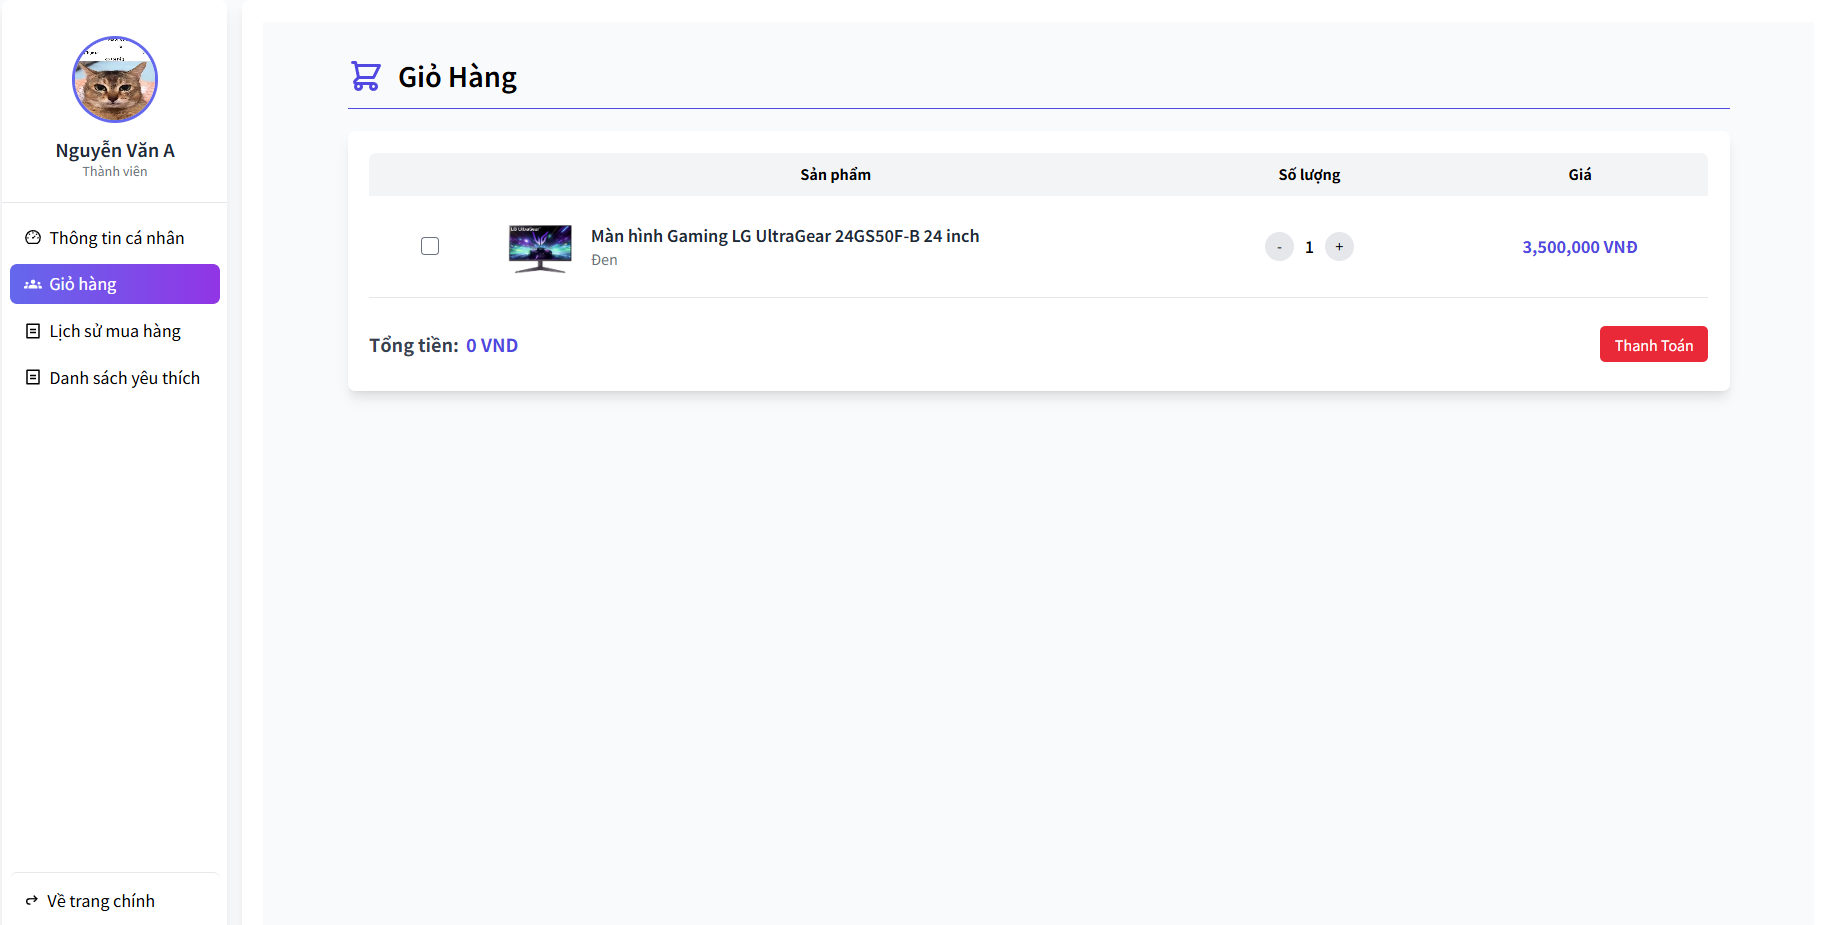 Nguyễn Văn A
Thành viên
Thông tin cá nhân
Giỏ hàng
Lịch sử mua hàng
Danh sách yêu thích
Về trang chính
Giỏ Hàng
Sản phẩm Số lượng Giá
Màn hình Gaming LG UltraGear 24GS50F-B 24 inch
Đen
- 1 +
3,500,000 VNĐ
Tổng tiền: 0 VND
Thanh Toán